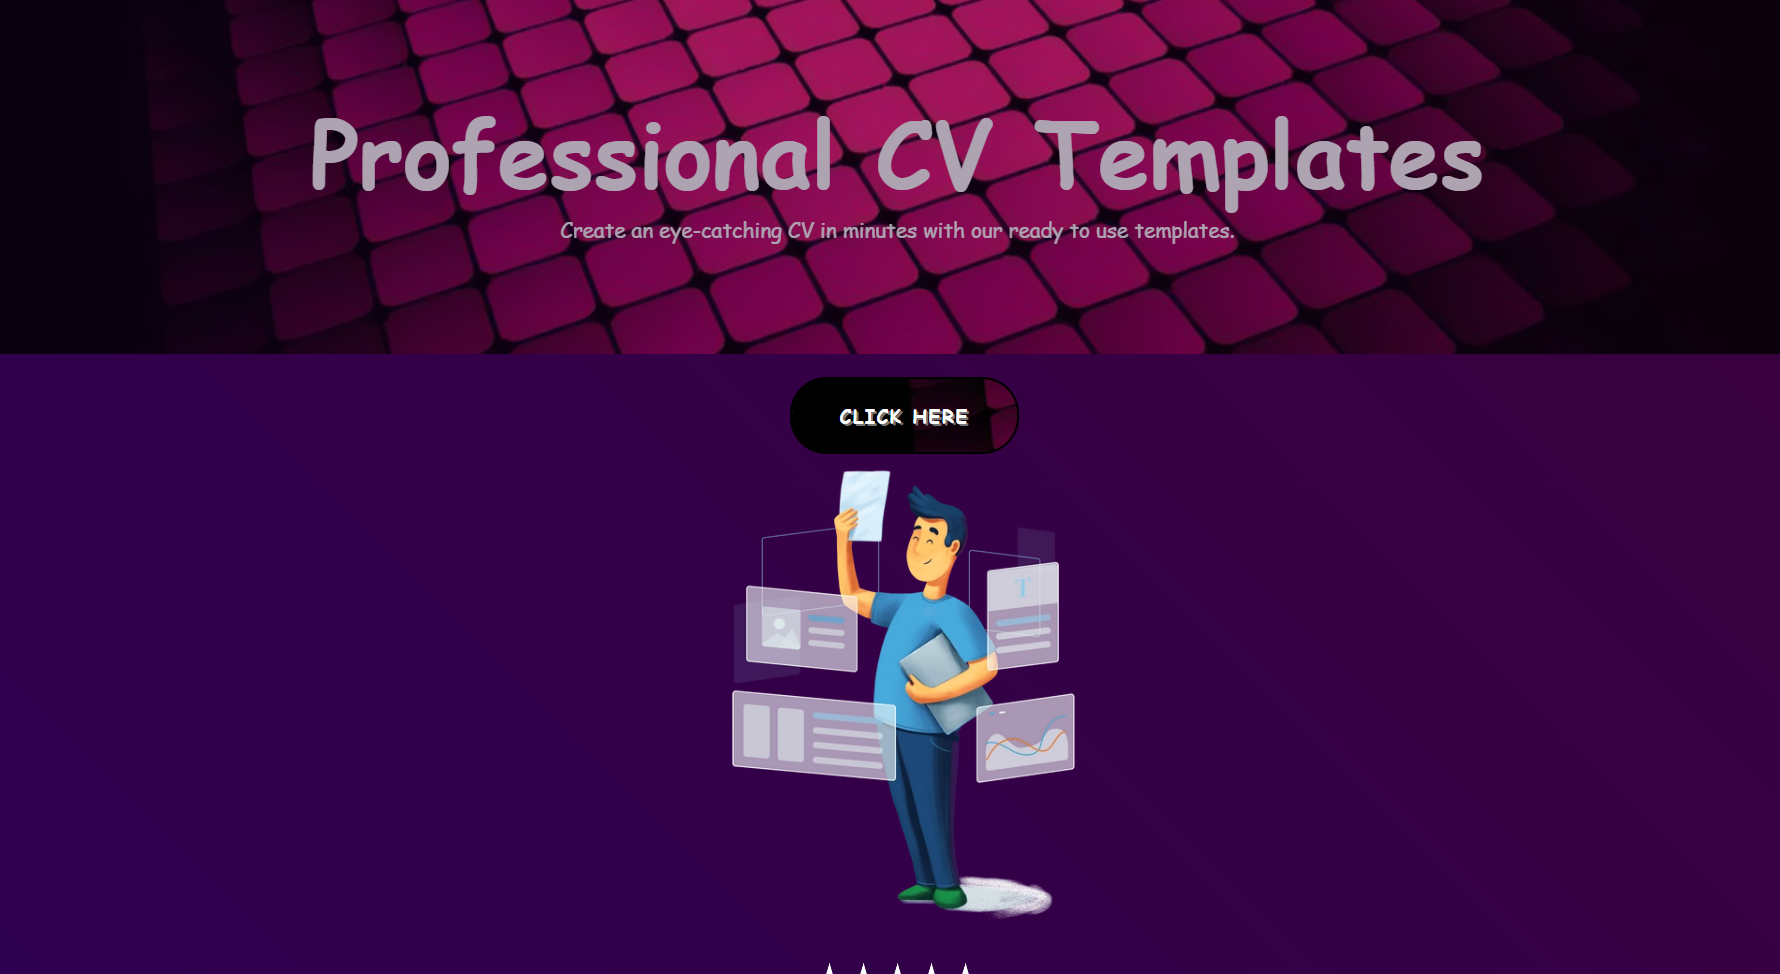 Professional CV Templates
Create an eye-catching CV in minutes with our ready to use templates.
CLICK HERE
T